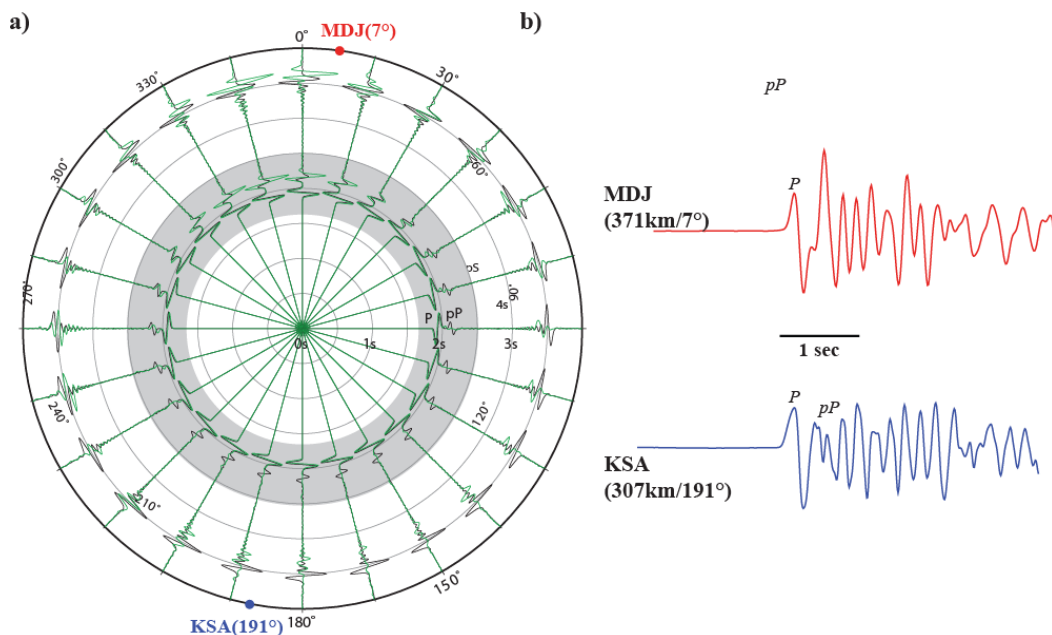 a)
MDJ(7°)
0°
30°
60°
90°
120°
150°
180°
KSA(191°)
210°
240°
270°
300°
330°
pS
P
pP
0s
1s
2s
3s
4s
b)
pP
P
MDJ
(371km/7°)
1 sec
P
pP
KSA
(307km/191°)